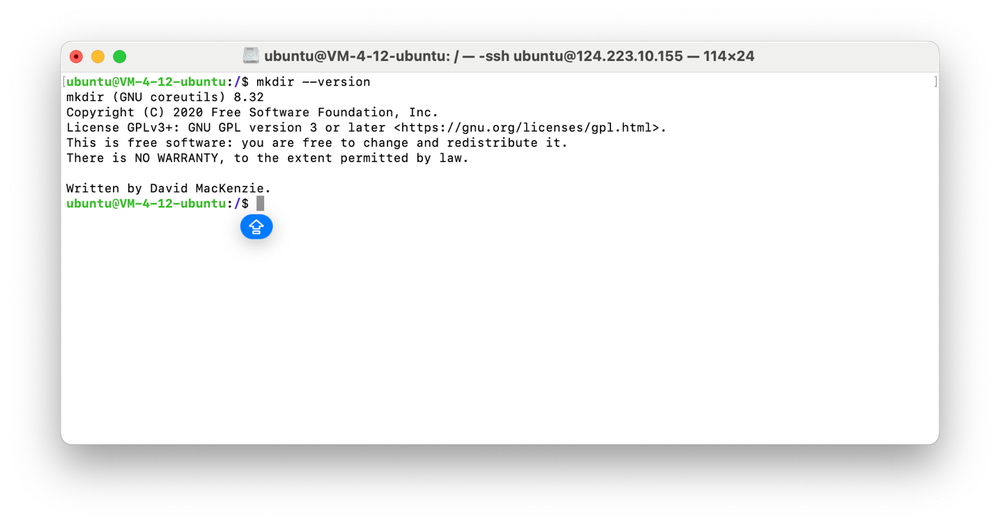 ubuntu@VM-4-12-ubuntu: / — -ssh ubuntu@124.223.10.155 — 114×24
[ubuntu@VM-4-12-ubuntu:/$ mkdir --version ]
mkdir (GNU coreutils) 8.32
Copyright (C) 2020 Free Software Foundation, Inc.
License GPLv3+: GNU GPL version 3 or later <https://gnu.org/licenses/gpl.html>.
This is free software: you are free to change and redistribute it.
There is NO WARRANTY, to the extent permitted by law.

Written by David MacKenzie.
ubuntu@VM-4-12-ubuntu:/$